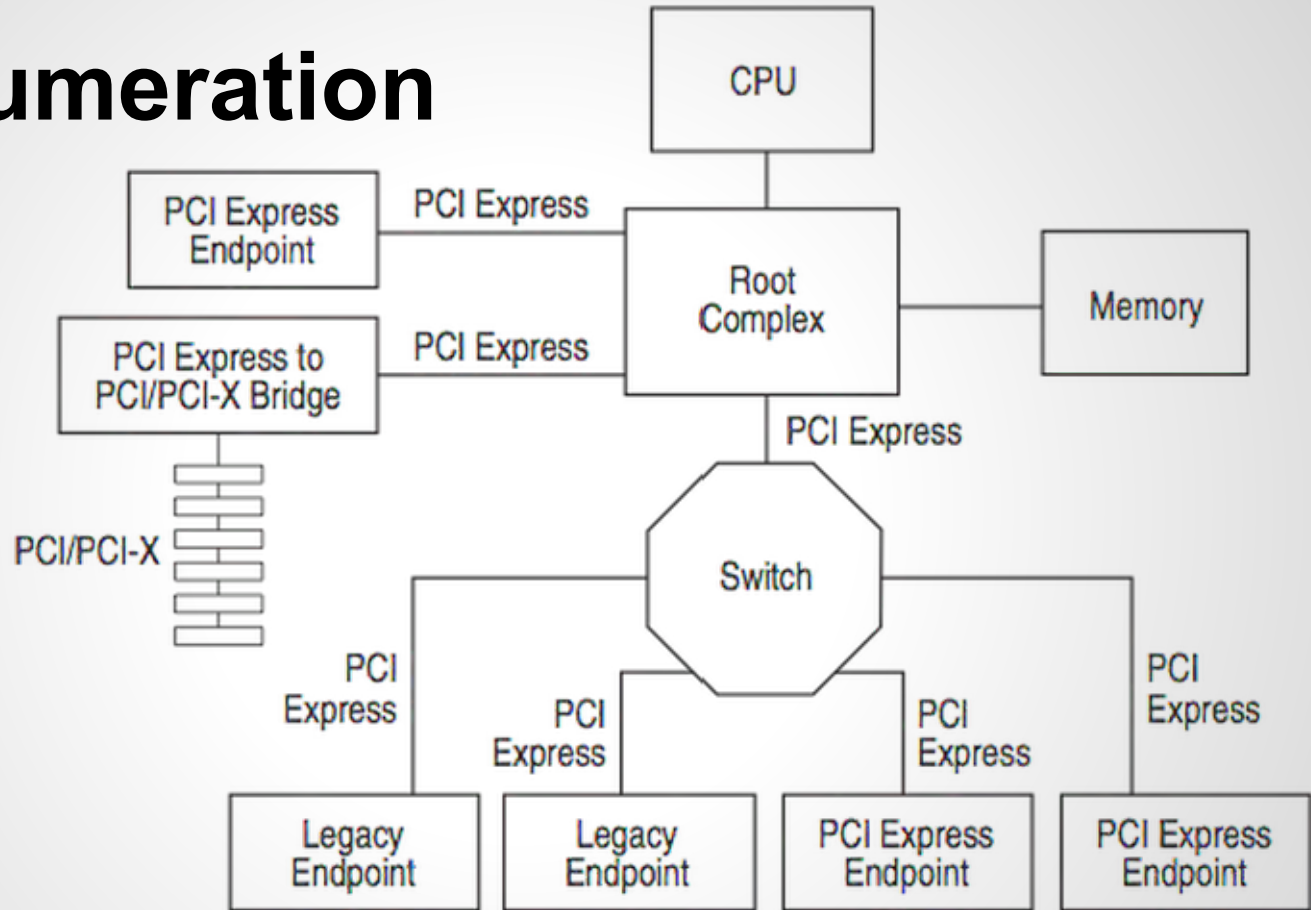 umeration
CPU
PCI Express
Endpoint
PCI Express
Root
Complex
Memory
PCI Express to
PCI/PCI-X Bridge
PCI Express
PCI Express
PCI/PCI-X
Switch
PCI
Express
PCI
Express
PCI
Express
PCI
Express
Legacy
Endpoint
Legacy
Endpoint
PCI Express
Endpoint
PCI Express
Endpoint